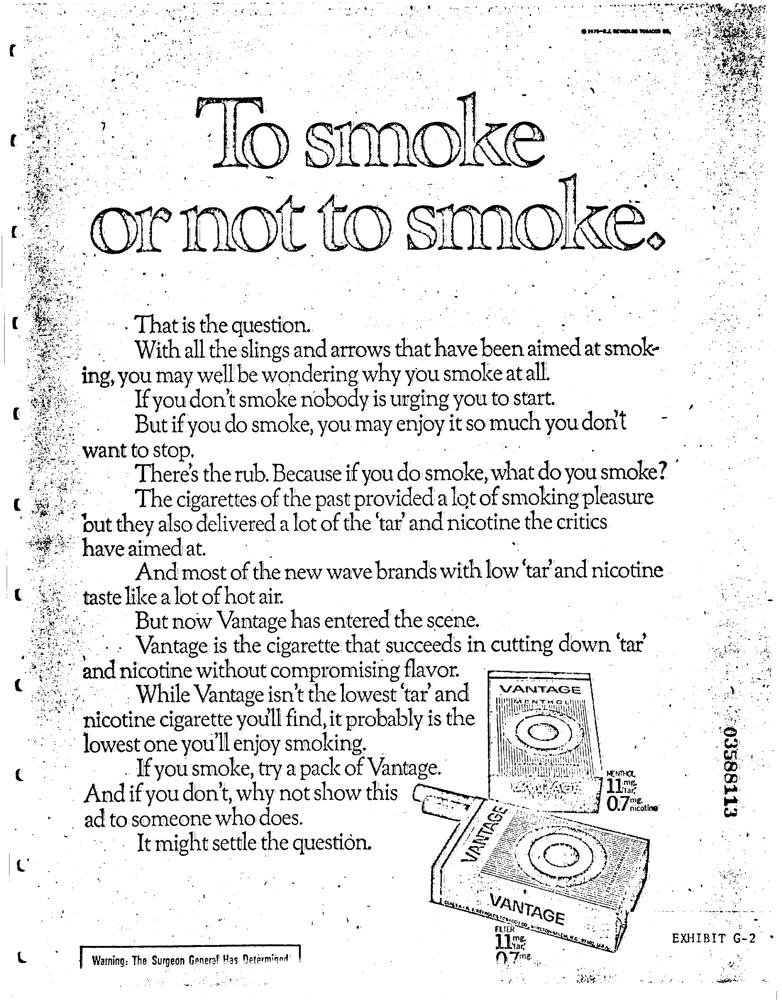 © 1975-R.J. REYNOLDS TOBACCO CO.
To smoke
or not to smoke.
That is the question.
With all the slings and arrows that have been aimed at smok-
ing, you may well be wondering why you smoke at all.
If you don't smoke nobody is urging you to start.
But if you do smoke, you may enjoy it so much you don't
want to stop.
There's the rub. Because if you do smoke, what do you smoke?
The cigarettes of the past provided a lot of smoking pleasure
but they also delivered a lot of the 'tar' and nicotine the critics
have aimed at.
And most of the new wave brands with low 'tar' and nicotine
taste like a lot of hot air.
But now Vantage has entered the scene.
Vantage is the cigarette that succeeds in cutting down 'tar'
and nicotine without compromising flavor.
While Vantage isn't the lowest 'tar' and
nicotine cigarette you'll find, it probably is the
lowest one you'll enjoy smoking.
If you smoke, try a pack of Vantage.
And if you don't, why not show this
ad to someone who does.
It might settle the question.
VANTAGE
MENTHOL
VANTAGE
MENTHOL
11 mg. 'tar,'
0.7 mg. nicotine
VANTAGE
VANTAGE
FILTER
11 mg. 'tar,'
0.7 mg.
03588113
EXHIBIT G-2
Warning: The Surgeon General Has Determined